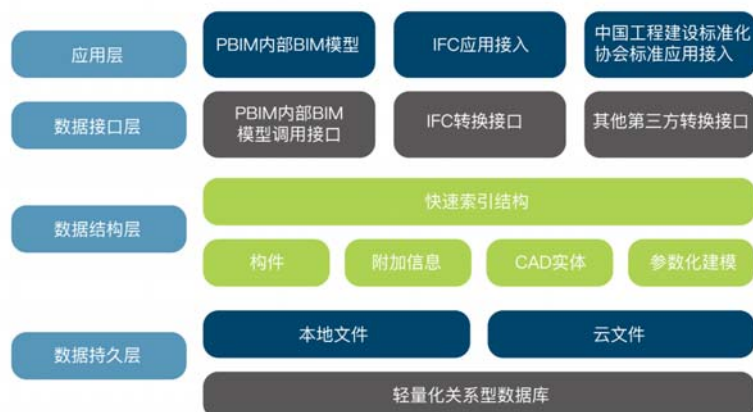 应用层
PBIM内部BIM模型
IFC应用接入
中国工程建设标准化
协会标准应用接入
数据接口层
PBIM内部BIM
模型调用接口
IFC转换接口
其他第三方转换接口
数据结构层
快速索引结构
构件
附加信息
CAD实体
参数化建模
数据持久层
本地文件
云文件
轻量化关系型数据库